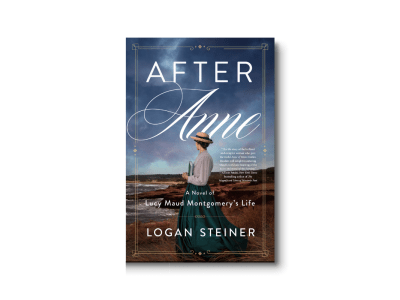 AFTER
Anne
A Novel of
Lucy Maud Montgomery's Life
LOGAN STEINER